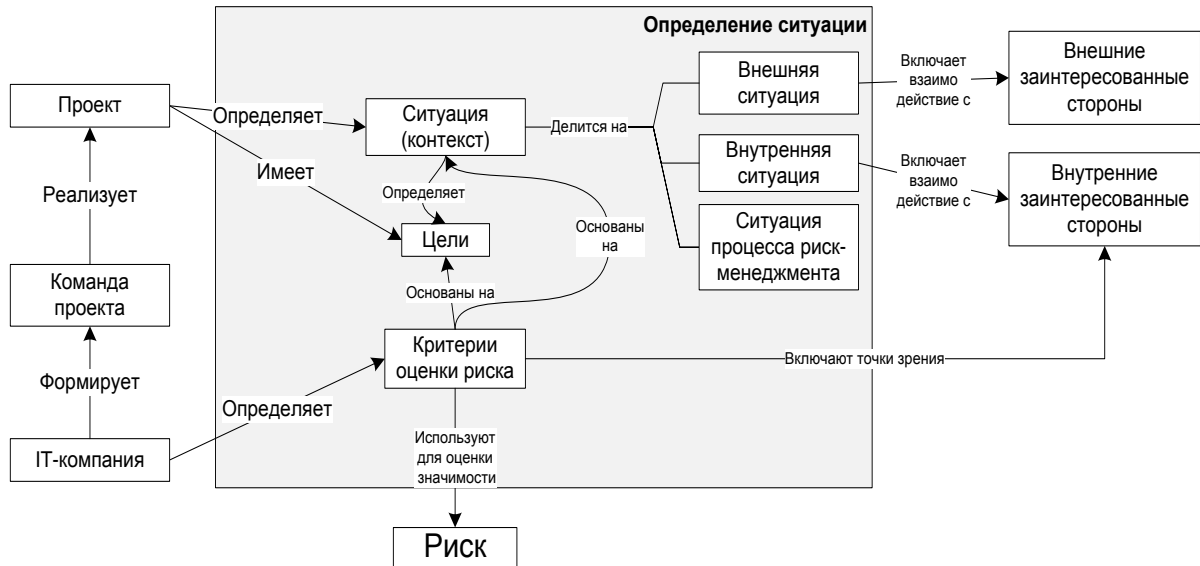 Определение ситуации
Проект
Определяет
Ситуация
(контекст)
Делится на
Внешняя
ситуация
Включает
взаимо
действие с
Внешние
заинтересованные
стороны
Имеет
Определяет
Цели
Основаны
на
Внутренняя
ситуация
Включает
взаимо
действие с
Внутренние
заинтересованные
стороны
Реализует
Ситуация
процесса риск-
менеджмента
Команда
проекта
Основаны на
Критерии
оценки риска
Включают точки зрения
Формирует
Определяет
IT-компания
Используют
для оценки
значимости
Риск